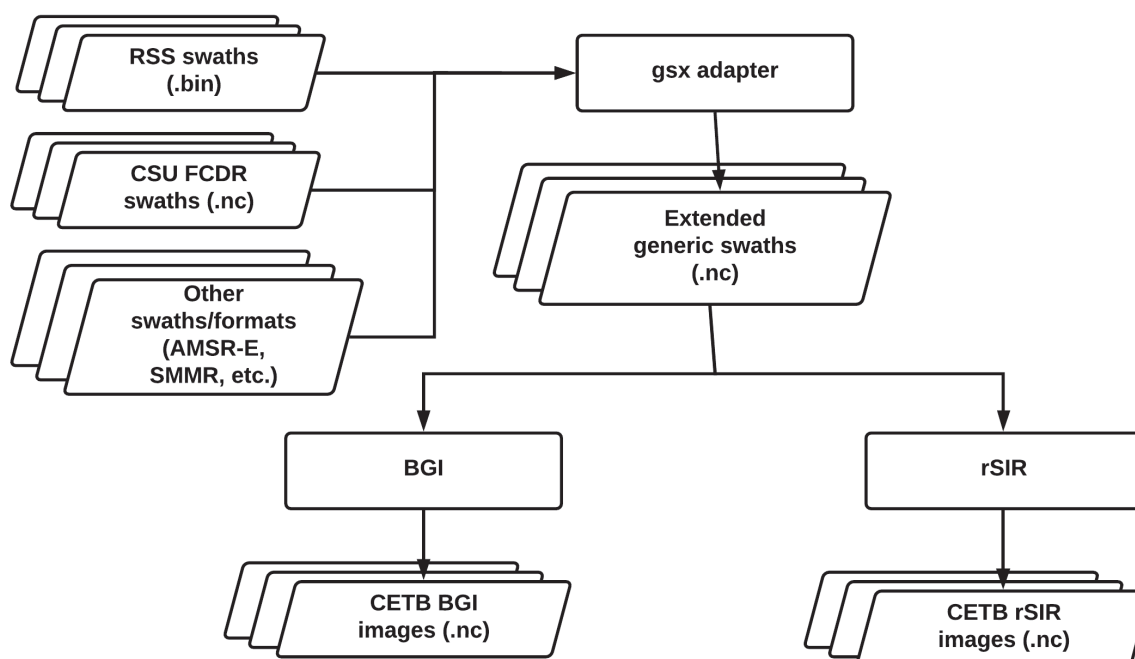 RSS swaths
(.bin)
gsx adapter
CSU FCDR
swaths (.nc)
Extended
generic swaths
(.nc)
Other
swaths/formats
(AMSR-E,
SMMR, etc.)
BGI
rSIR
CETB BGI
images (.nc)
CETB rSIR
images (.nc)